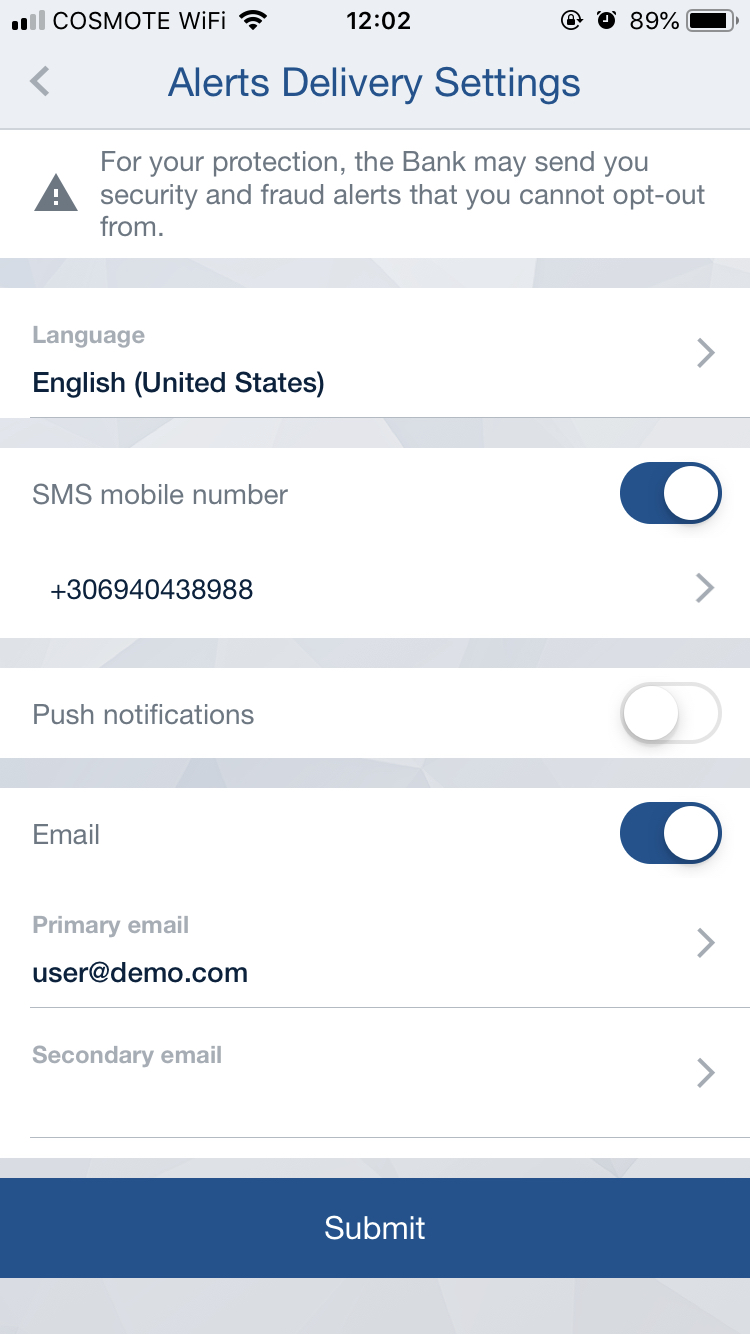 COSMOTE WiFi 12:02 89%
Alerts Delivery Settings
For your protection, the Bank may send you
security and fraud alerts that you cannot opt-out
from.
Language
English (United States)
SMS mobile number
+306940438988
Push notifications
Email
Primary email
user@demo.com
Secondary email
Submit